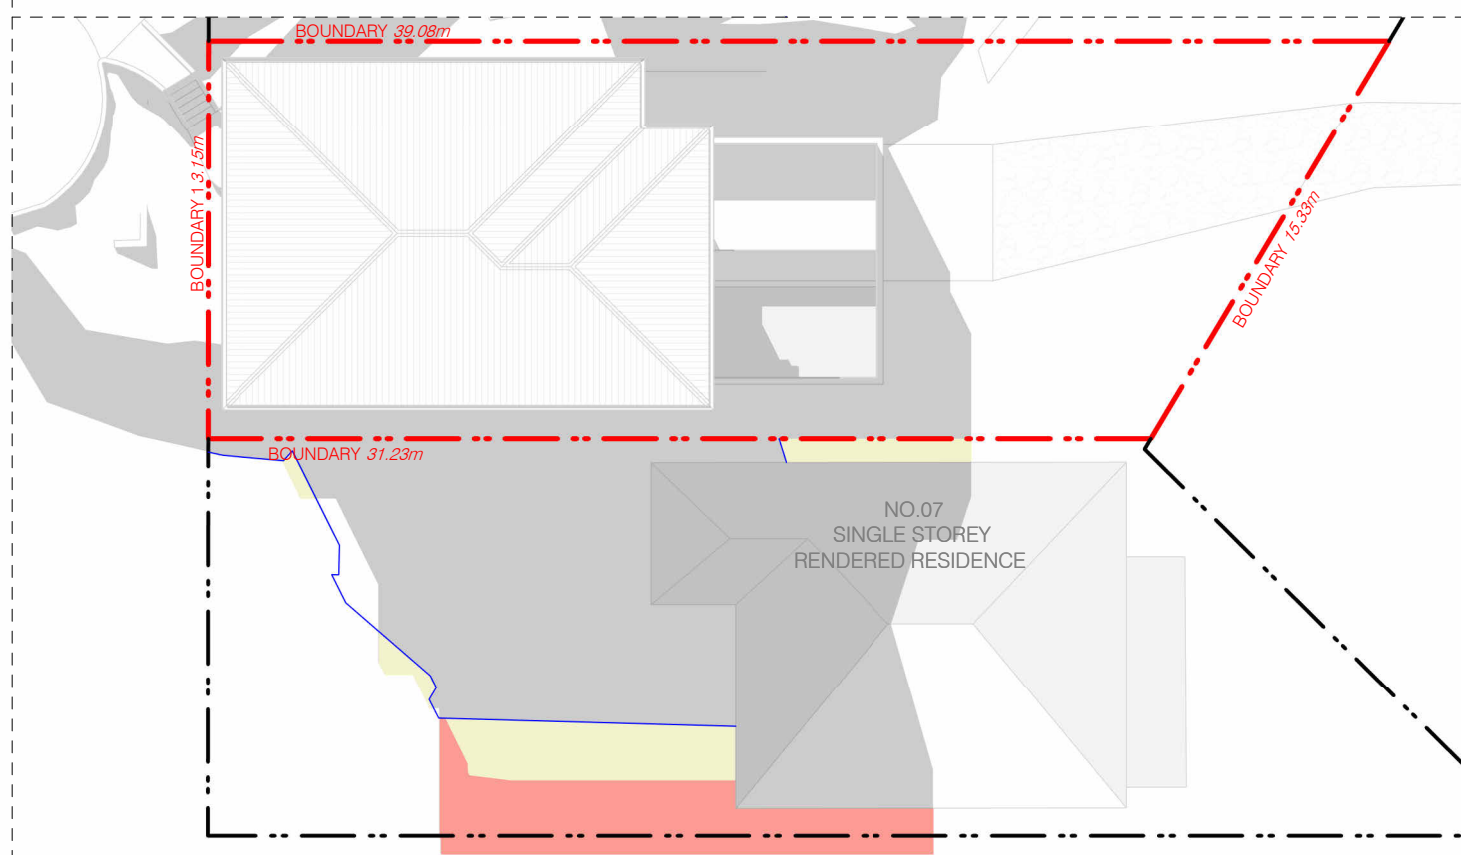 BOUNDARY 39.08m
BOUNDARY 13.15m
BOUNDARY 15.33m
BOUNDARY 31.23m
NO.07
SINGLE STOREY
RENDERED RESIDENCE